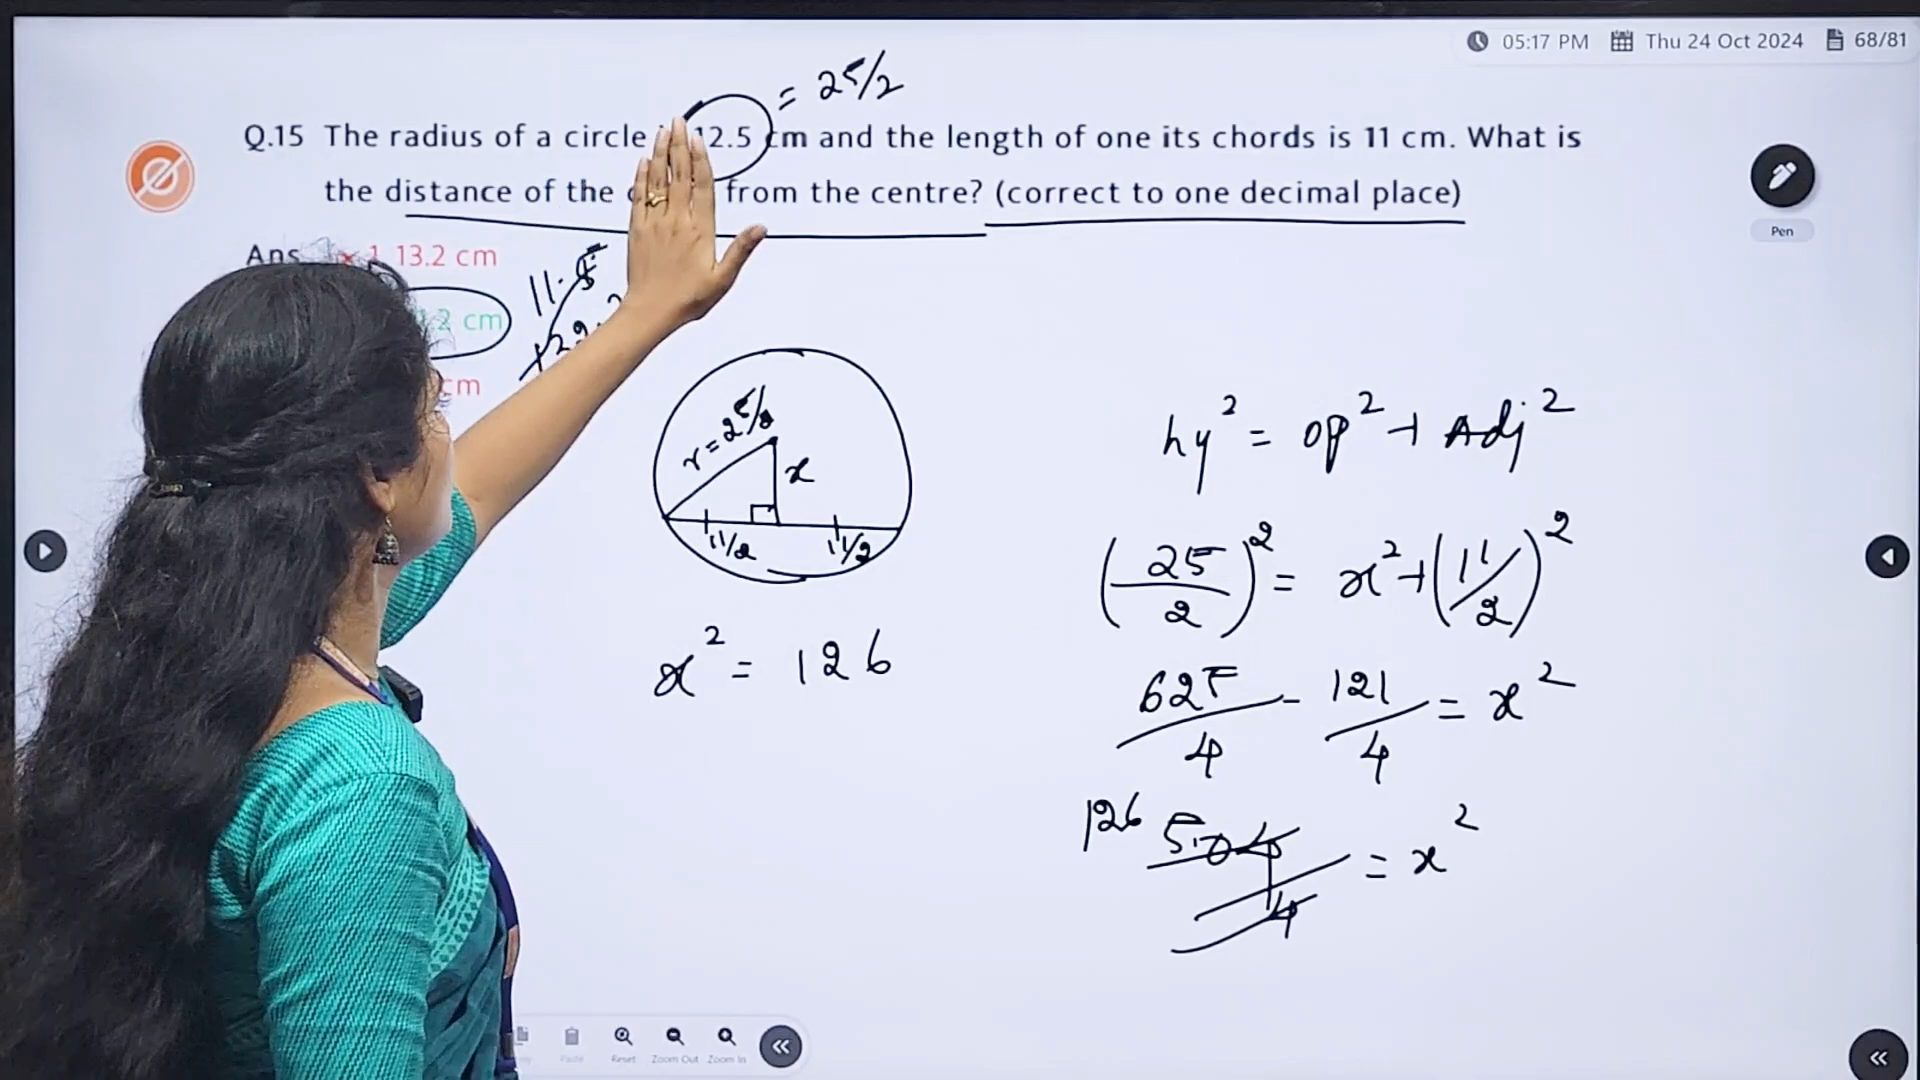 05:17 PM Thu 24 Oct 2024 68/81
= 25/2
Q.15 The radius of a circle 12.5 cm and the length of one its chords is 11 cm. What is
the distance of the from the centre? (correct to one decimal place)
Pen
Ans
1 13.2 cm
cm
cm
r = 25/2
x
11/2 11/2
x² = 126
hy² = op² + Adj²
(25/2)² = x² + (11/2)²
625/4 - 121/4 = x²
126 504/4 = x²
Paste Reset Zoom Out Zoom In